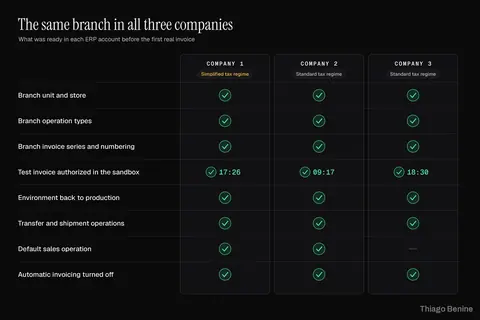 The same branch in all three companies
What was ready in each ERP account before the first real invoice
COMPANY 1 COMPANY 2 COMPANY 3
Simplified tax regime Standard tax regime Standard tax regime
Branch unit and store
Branch operation types
Branch invoice series and numbering
Test invoice authorized in the sandbox 17:26 09:17 18:30
Environment back to production
Transfer and shipment operations
Default sales operation —
Automatic invoicing turned off
Thiago Benine